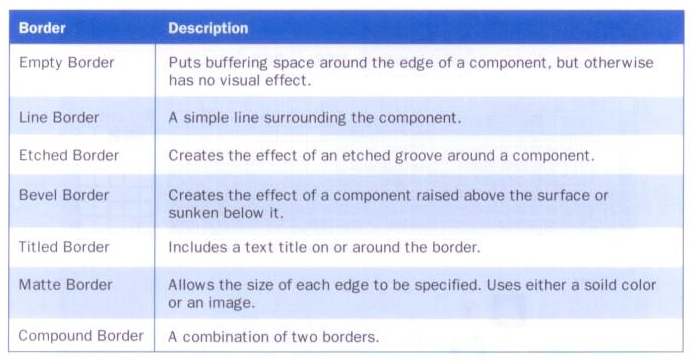 Border Description
Empty Border Puts buffering space around the edge of a component, but otherwise
has no visual effect.
Line Border A simple line surrounding the component.
Etched Border Creates the effect of an etched groove around a component.
Bevel Border Creates the effect of a component raised above the surface or
sunken below it.
Titled Border Includes a text title on or around the border.
Matte Border Allows the size of each edge to be specified. Uses either a soild color
or an image.
Compound Border A combination of two borders.